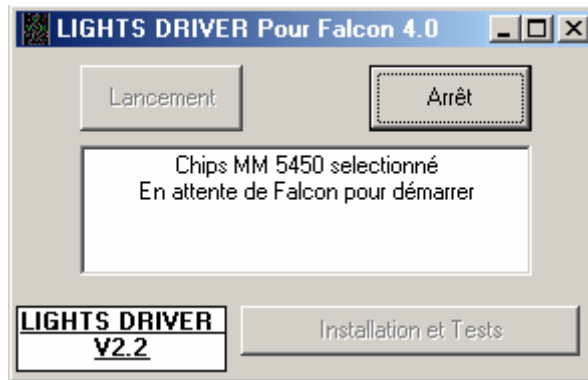 LIGHTS DRIVER Pour Falcon 4.0
Lancement
Arrêt
Chips MM 5450 selectionné
En attente de Falcon pour démarrer
LIGHTS DRIVER
V2.2
Installation et Tests